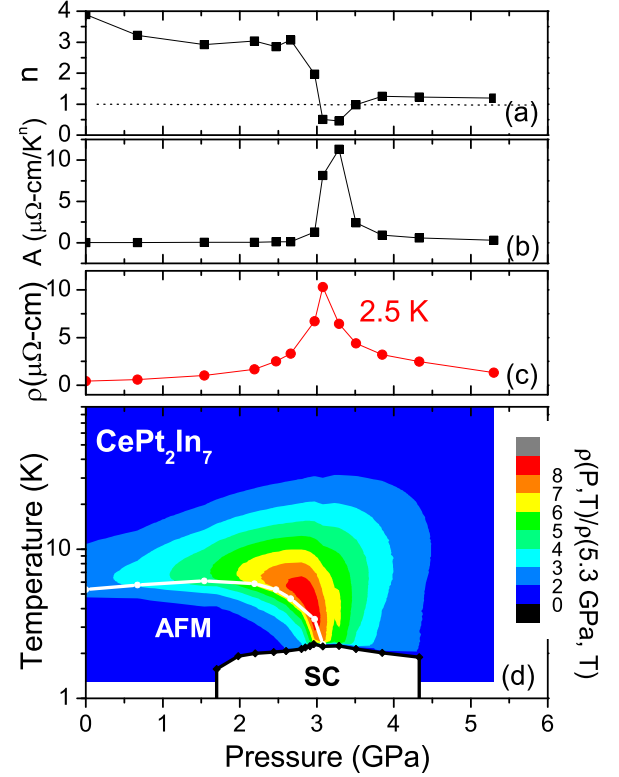 4
3
2
1
0
n
(a)
10
5
0
A (μΩ-cm/Kⁿ)
(b)
10
5
0
ρ(μΩ-cm)
2.5 K
(c)
CePt₂In₇
10
1
Temperature (K)
AFM
SC
(d)
8
7
6
5
4
3
2
0
ρ(P,T)/ρ(5.3 GPa, T)
0 1 2 3 4 5 6
Pressure (GPa)